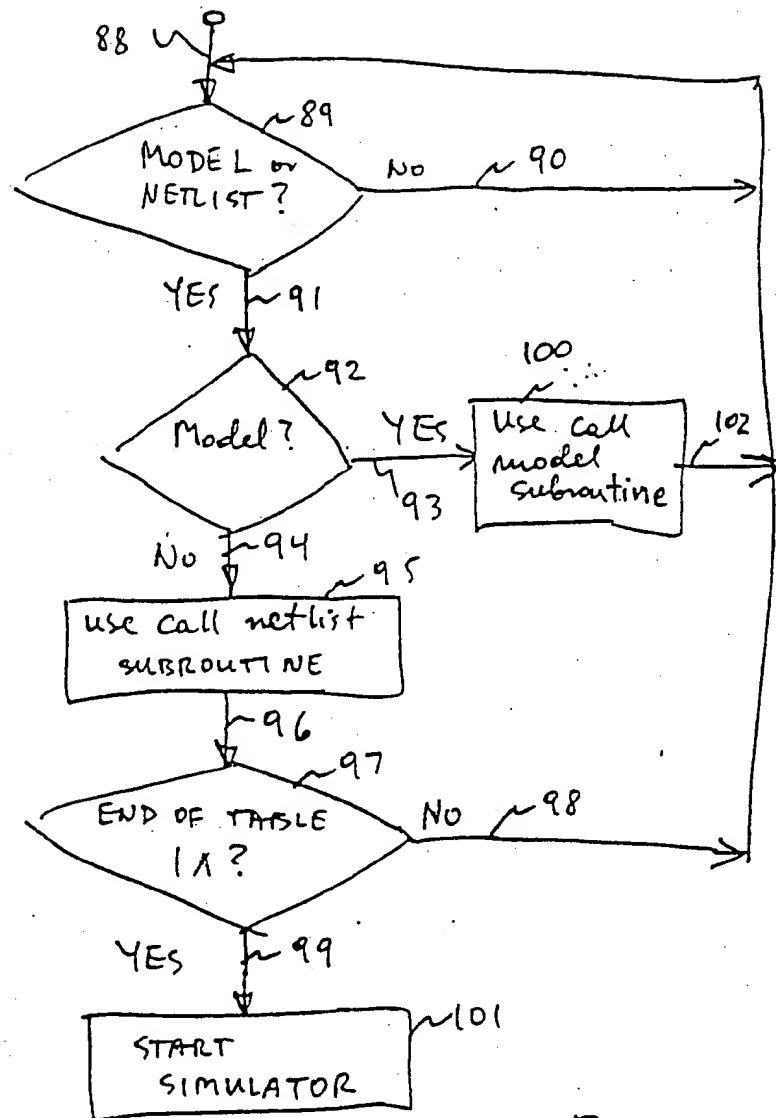 88
89
MODEL or
NETLIST?
NO
90
YES
91
92
Model?
YES
93
100
Use call
model
subroutine
102
NO
94
95
use call netlist
SUBROUTINE
96
97
END OF TABLE
1A?
NO
98
YES
99
START
SIMULATOR
101